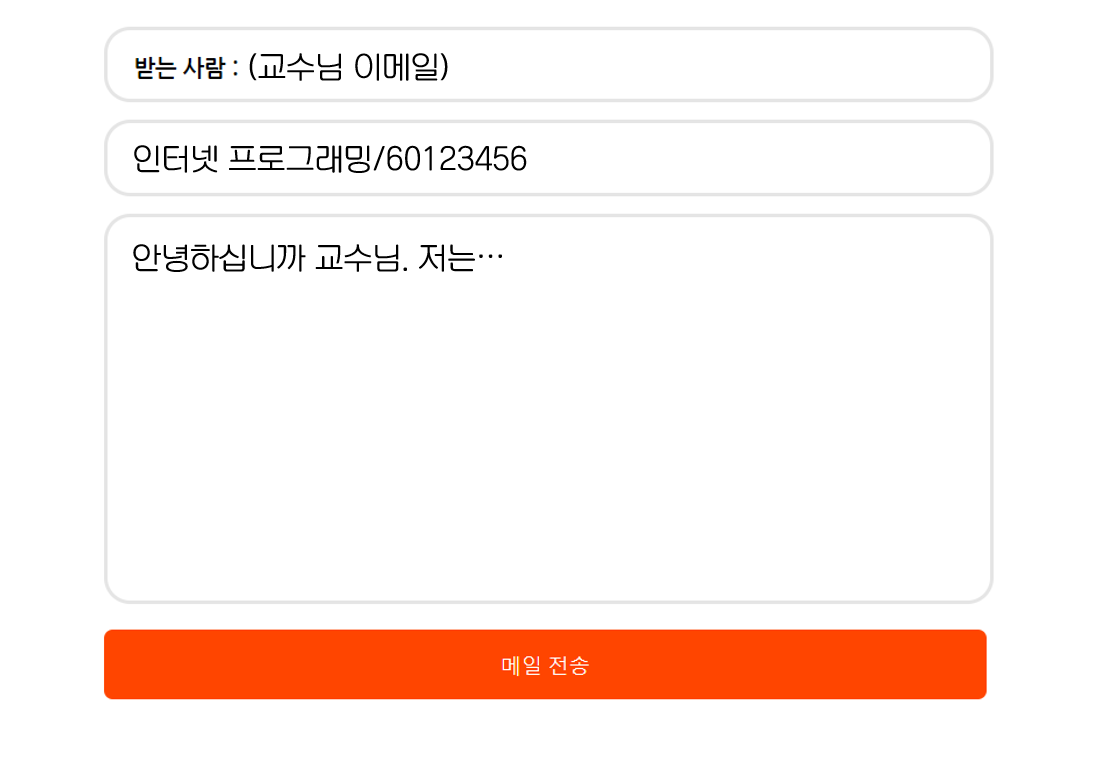 받는 사람 : (교수님 이메일)
인터넷 프로그래밍/60123456
안녕하십니까 교수님. 저는…
메일 전송